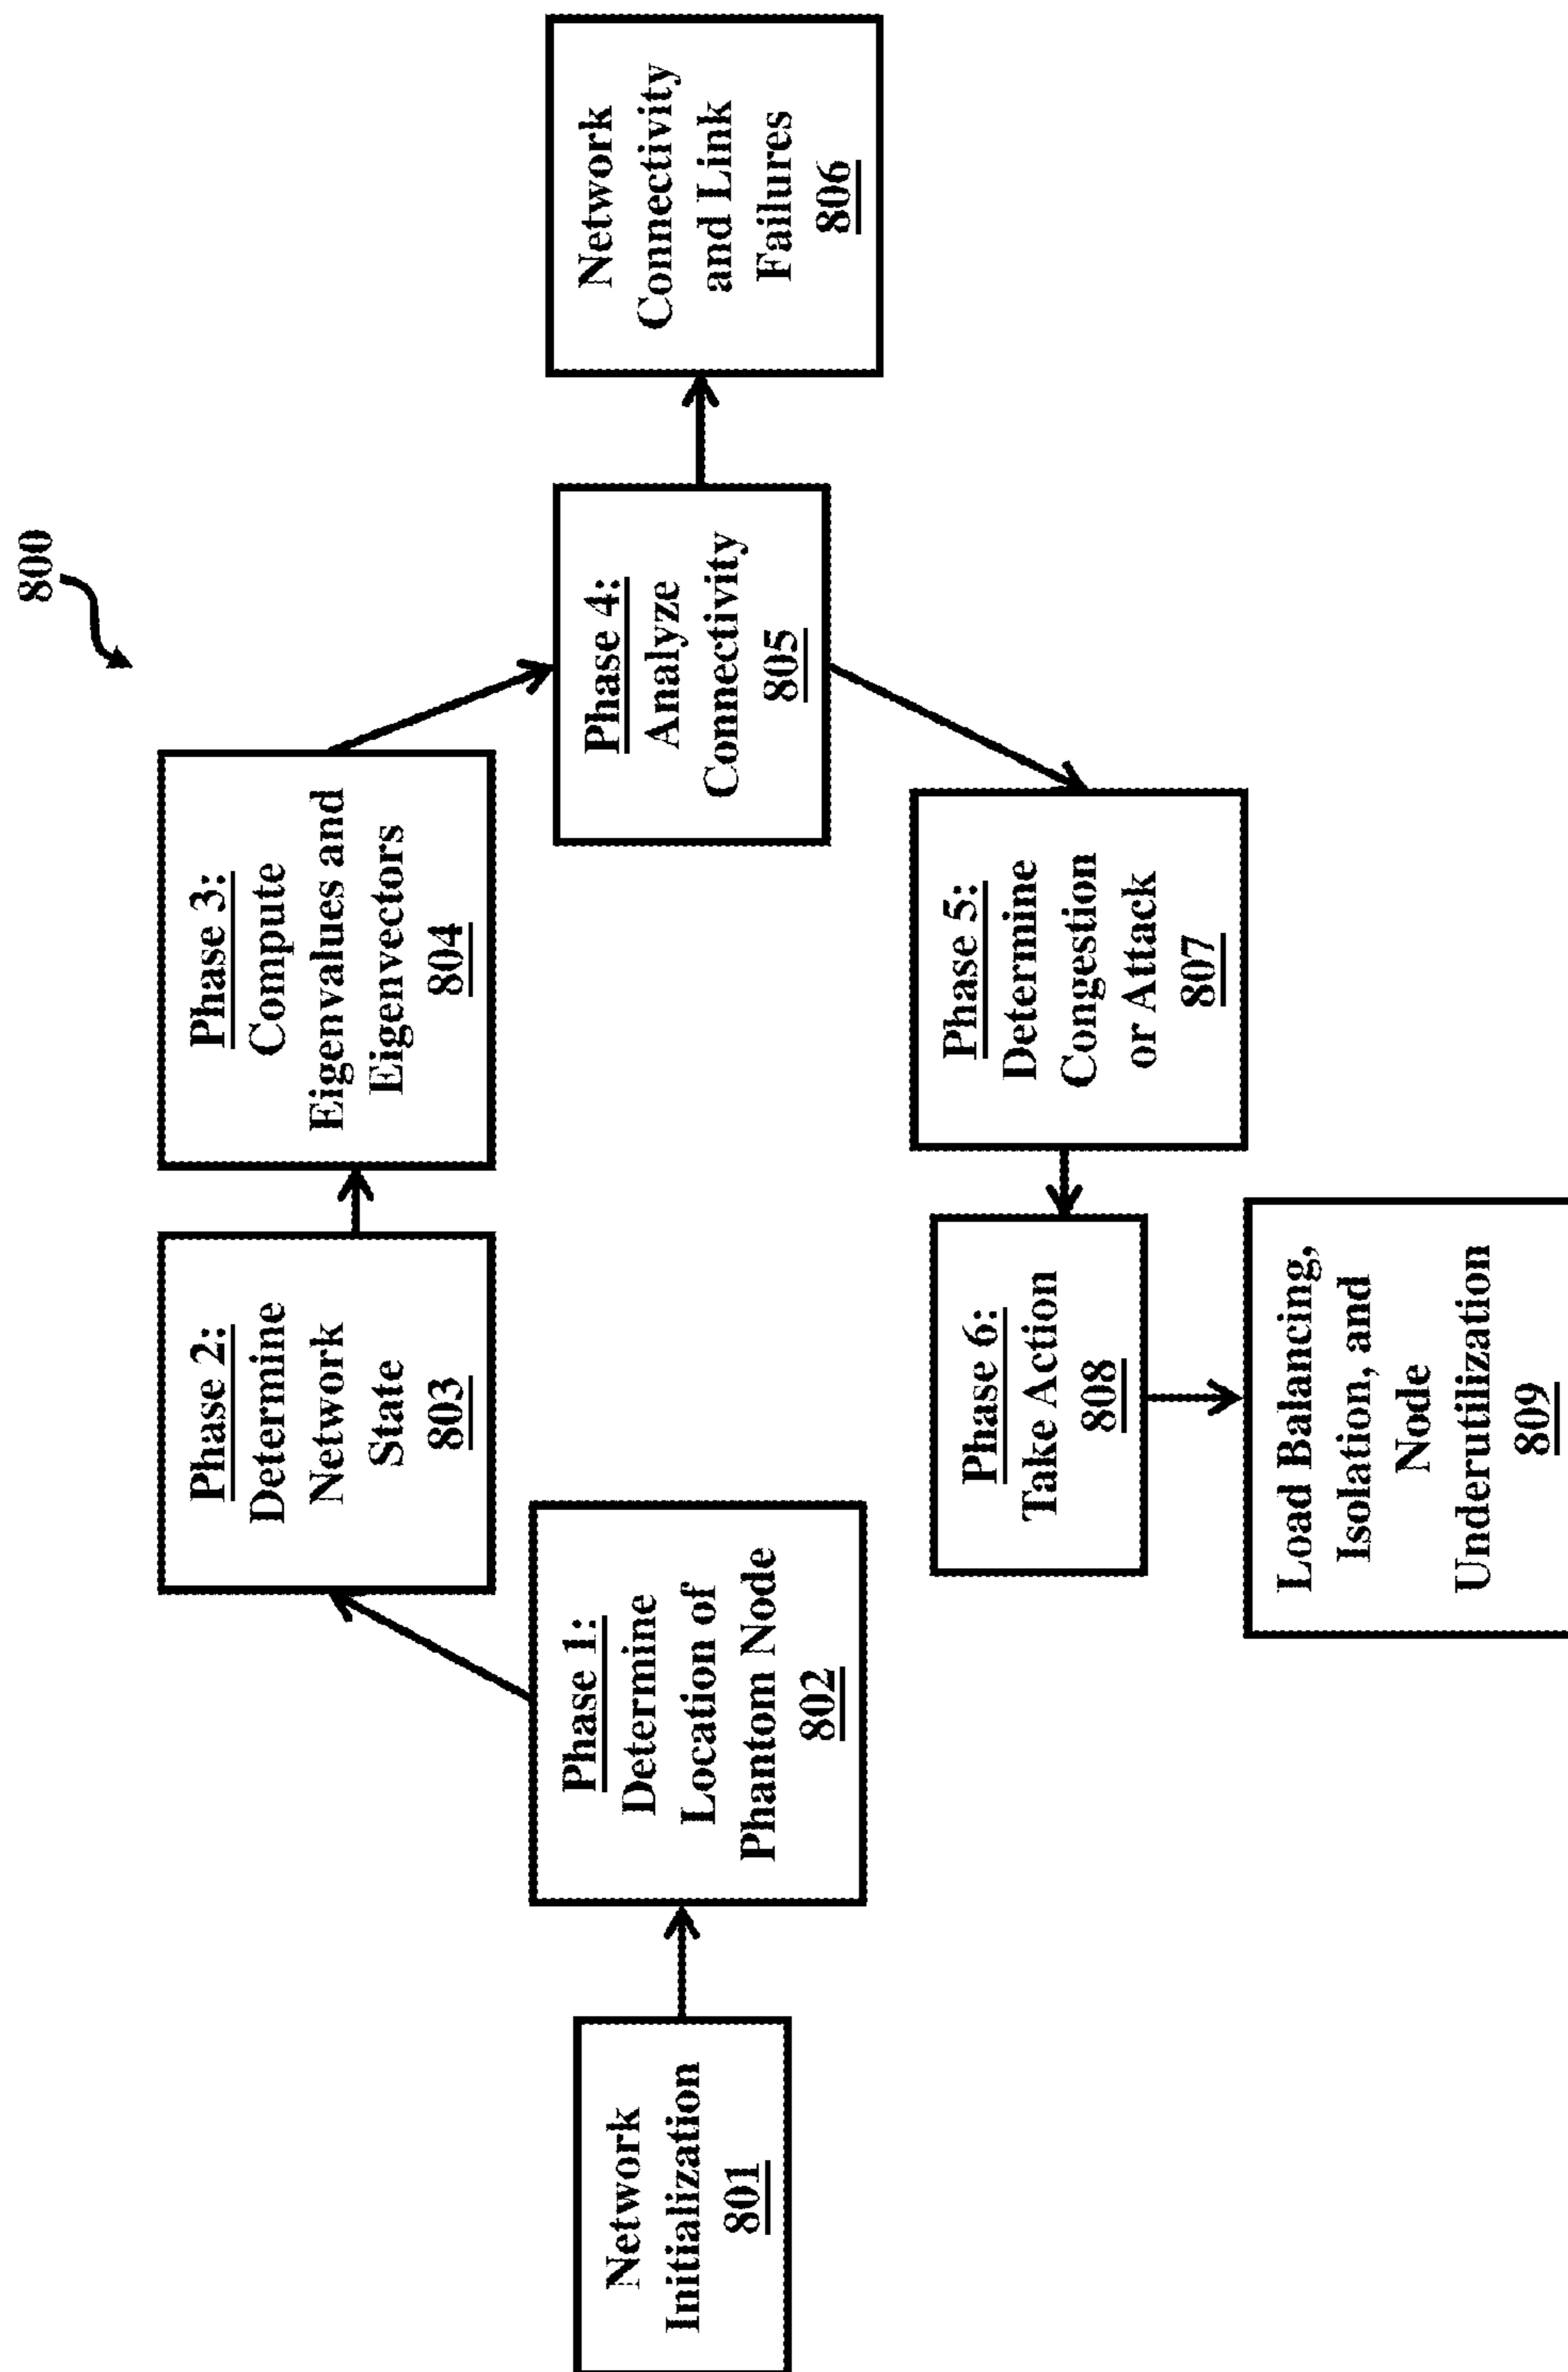 800
Network
Initialization
801
Phase 1:
Determine
Location of
Phantom Node
802
Phase 2:
Determine
Network
State
803
Phase 3:
Compute
Eigenvalues and
Eigenvectors
804
Phase 4:
Analyze
Connectivity
805
Network
Connectivity
and Link
Failures
806
Phase 5:
Determine
Congestion
or Attack
807
Phase 6:
Take Action
808
Load Balancing,
Isolation, and
Node
Underutilization
809